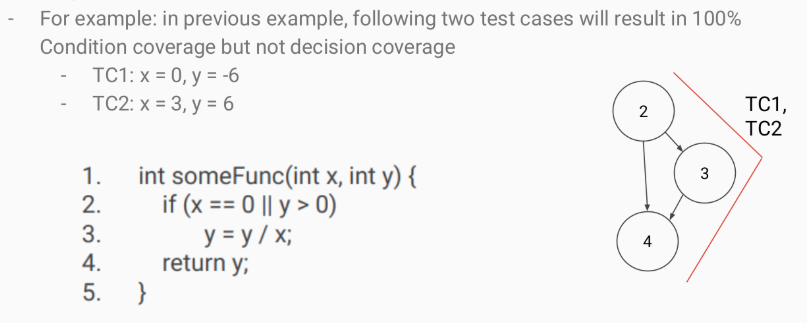 - For example: in previous example, following two test cases will result in 100%
Condition coverage but not decision coverage
- TC1: x = 0, y = -6
- TC2: x = 3, y = 6
1. int someFunc(int x, int y) {
2. if (x == 0 || y > 0)
3. y = y / x;
4. return y;
5. }
2
3
4
TC1,
TC2